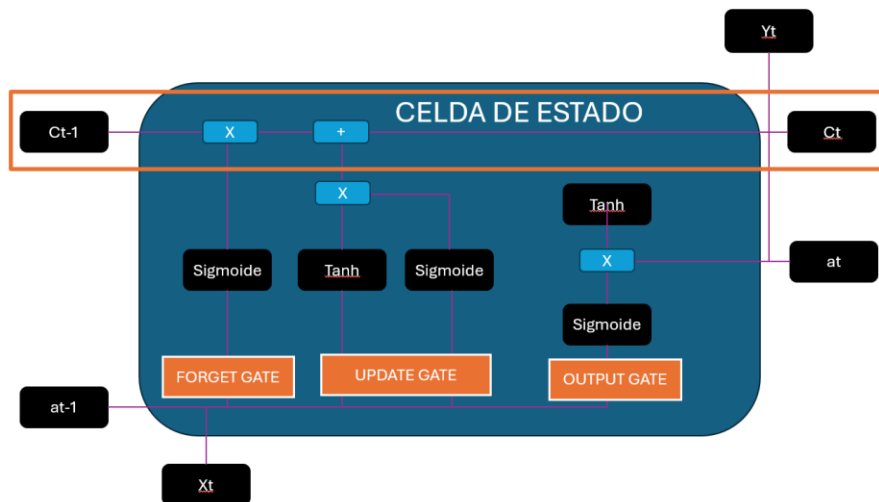 Yt
CELDA DE ESTADO
Ct-1
X
+
Ct
X
Tanh
Sigmoide
Tanh
Sigmoide
X
at
Sigmoide
FORGET GATE
UPDATE GATE
OUTPUT GATE
at-1
Xt